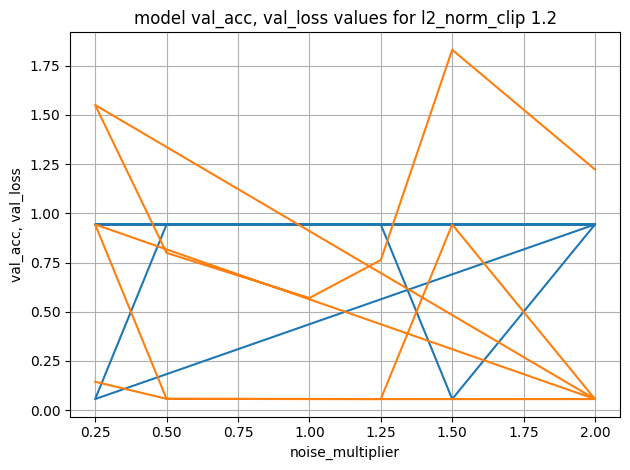 model val_acc, val_loss values for l2_norm_clip 1.2
1.75
1.50
1.25
1.00
0.75
0.50
0.25
0.00
val_acc, val_loss
0.25 0.50 0.75 1.00 1.25 1.50 1.75 2.00
noise_multiplier